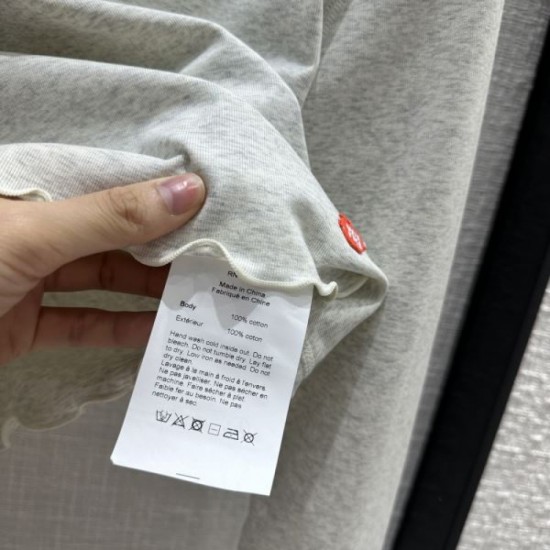 RN
Made in China
Fabriqué en China
Body 100% cotton
Extérieur 100% coton
Hand wash cold inside out. Do not
bleach. Do not tumble dry. Lay flat
to dry. Low iron as needed. Do not
dry clean.
Lavage à la main à froid à l'envers
Ne pas javelliser. Ne pas sécher en
machine. Faire sécher à plat
Faible fer au besoin. Ne pas
nettoyer à sec.